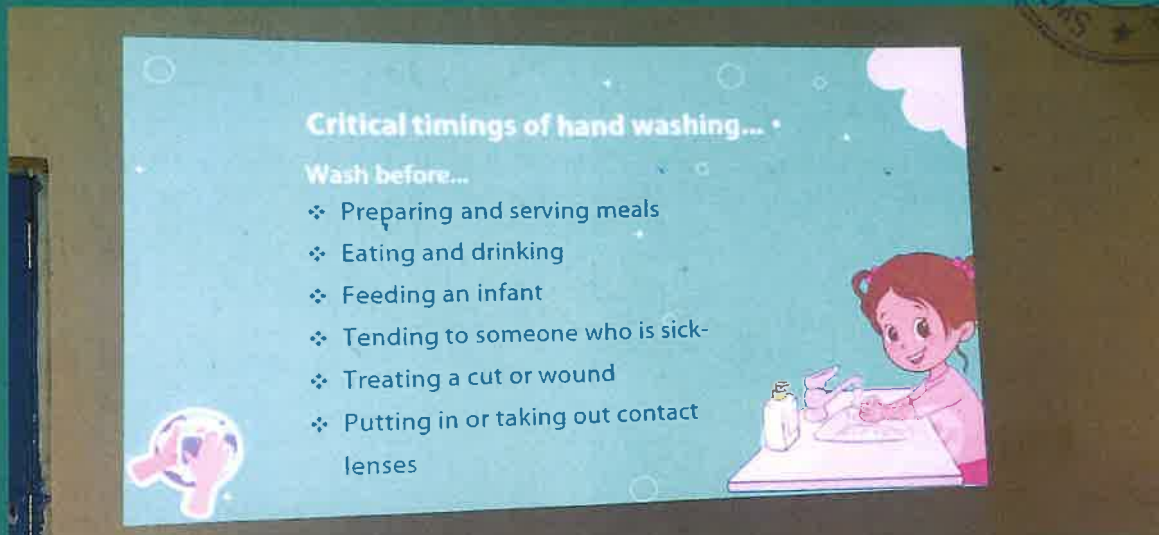 Critical timings of hand washing...
Wash before...
❖ Preparing and serving meals
❖ Eating and drinking
❖ Feeding an infant
❖ Tending to someone who is sick-
❖ Treating a cut or wound
❖ Putting in or taking out contact
lenses